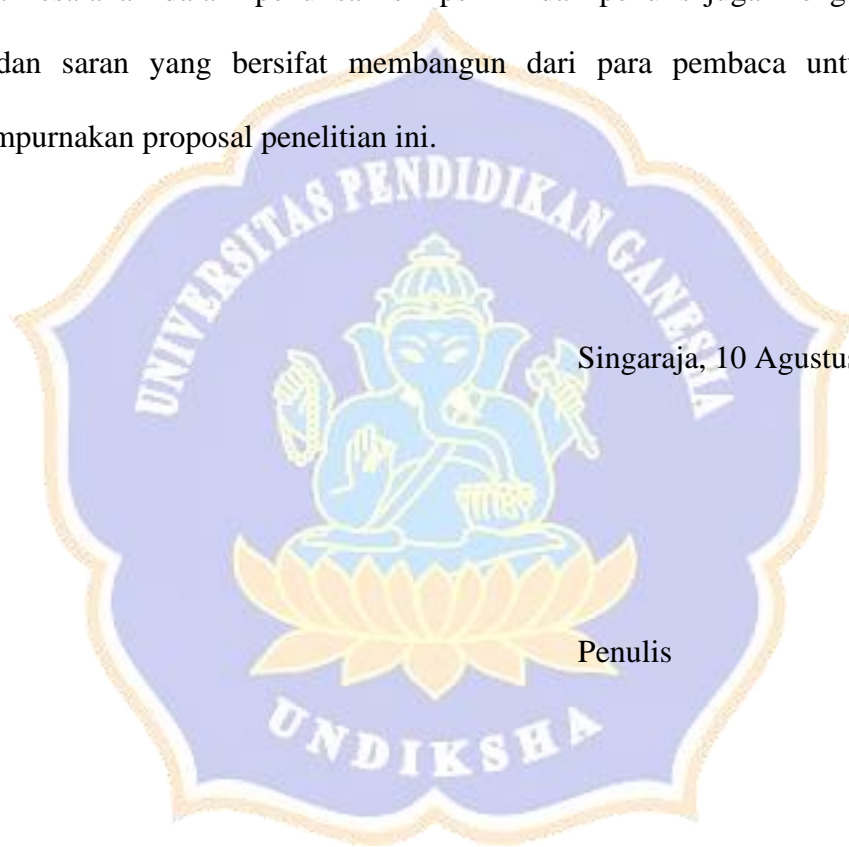 dan saran yang bersifat membangun dari para pembaca
mpurnakan proposal penelitian ini.
UNIVERSITAS PENDIDIKAN GANESHA
Singaraja, 10 Agustus
Penulis
UNDIKSHA